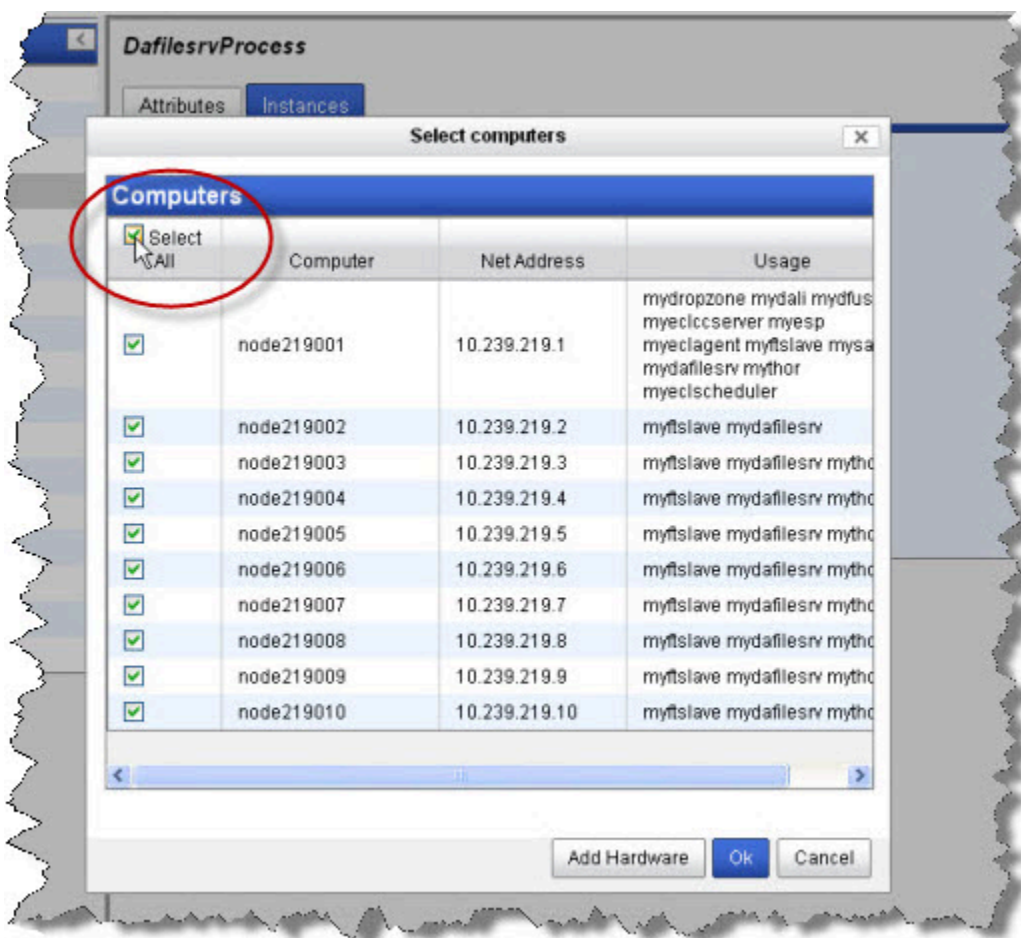 DafilesrvProcess
Attributes Instances
Select computers
Computers
Select All Computer Net Address Usage
mydropzone mydali mydfus
myeclccserver myesp
node219001 10.239.219.1 myeclagent myftslave mysa
mydafilesrv mythor
myeclscheduler
node219002 10.239.219.2 myftslave mydafilesrv
node219003 10.239.219.3 myftslave mydafilesrv mytho
node219004 10.239.219.4 myftslave mydafilesrv mytho
node219005 10.239.219.5 myftslave mydafilesrv mytho
node219006 10.239.219.6 myftslave mydafilesrv mytho
node219007 10.239.219.7 myftslave mydafilesrv mytho
node219008 10.239.219.8 myftslave mydafilesrv mytho
node219009 10.239.219.9 myftslave mydafilesrv mytho
node219010 10.239.219.10 myftslave mydafilesrv mytho
Add Hardware Ok Cancel